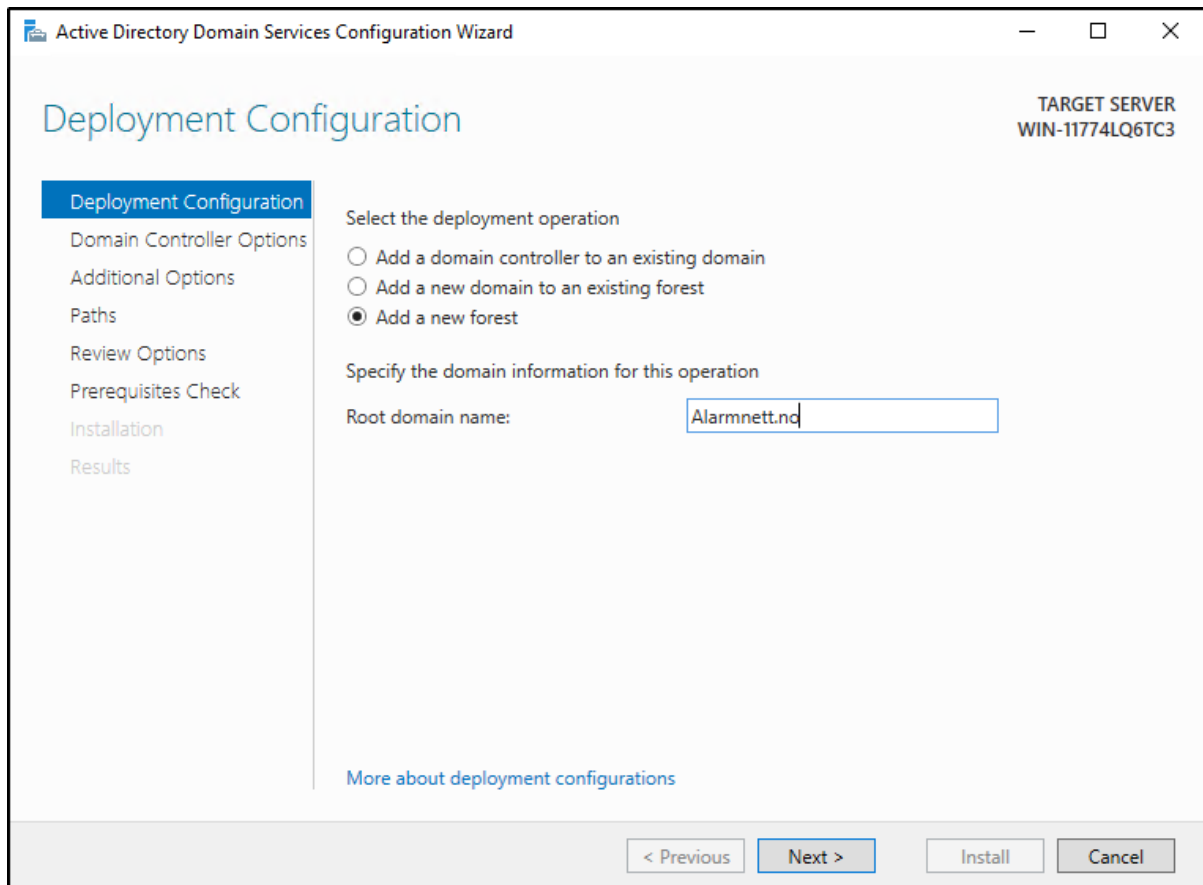 Active Directory Domain Services Configuration Wizard
Deployment Configuration
TARGET SERVER
WIN-11774LQ6TC3
Deployment Configuration
Domain Controller Options
Additional Options
Paths
Review Options
Prerequisites Check
Installation
Results
Select the deployment operation
Add a domain controller to an existing domain
Add a new domain to an existing forest
Add a new forest
Specify the domain information for this operation
Root domain name: Alarmnett.no
More about deployment configurations
< Previous Next > Install Cancel